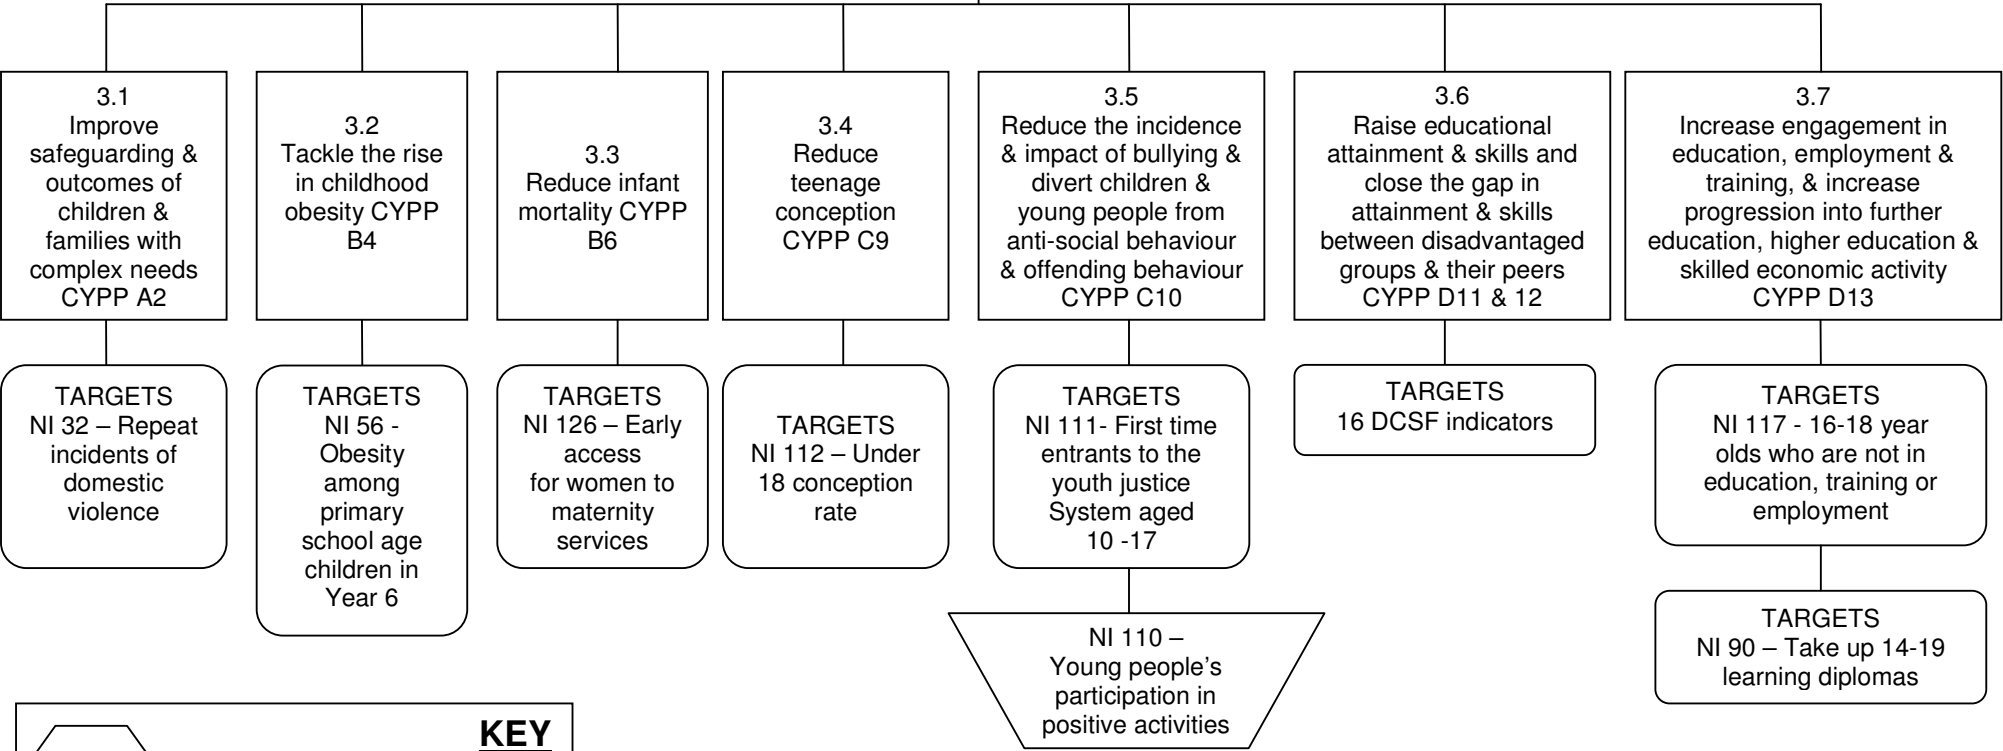 3.1
Improve
safeguarding &
outcomes of
children &
families with
complex needs
CYPP A2
3.2
Tackle the rise
in childhood
obesity CYPP
B4
3.3
Reduce infant
mortality CYPP
B6
3.4
Reduce
teenage
conception
CYPP C9
3.5
Reduce the incidence
& impact of bullying &
divert children &
young people from
anti-social behaviour
& offending behaviour
CYPP C10
3.6
Raise educational
attainment & skills and
close the gap in
attainment & skills
between disadvantaged
groups & their peers
CYPP D11 & 12
3.7
Increase engagement in
education, employment &
training, & increase
progression into further
education, higher education &
skilled economic activity
CYPP D13
TARGETS
NI 32 – Repeat
incidents of
domestic
violence
TARGETS
NI 56 -
Obesity
among
primary
school age
children in
Year 6
TARGETS
NI 126 – Early
access
for women to
maternity
services
TARGETS
NI 112 – Under
18 conception
rate
TARGETS
NI 111- First time
entrants to the
youth justice
System aged
10 -17
TARGETS
16 DCSF indicators
TARGETS
NI 117 - 16-18 year
olds who are not in
education, training or
employment
NI 110 –
Young people’s
participation in
positive activities
TARGETS
NI 90 – Take up 14-19
learning diplomas
KEY